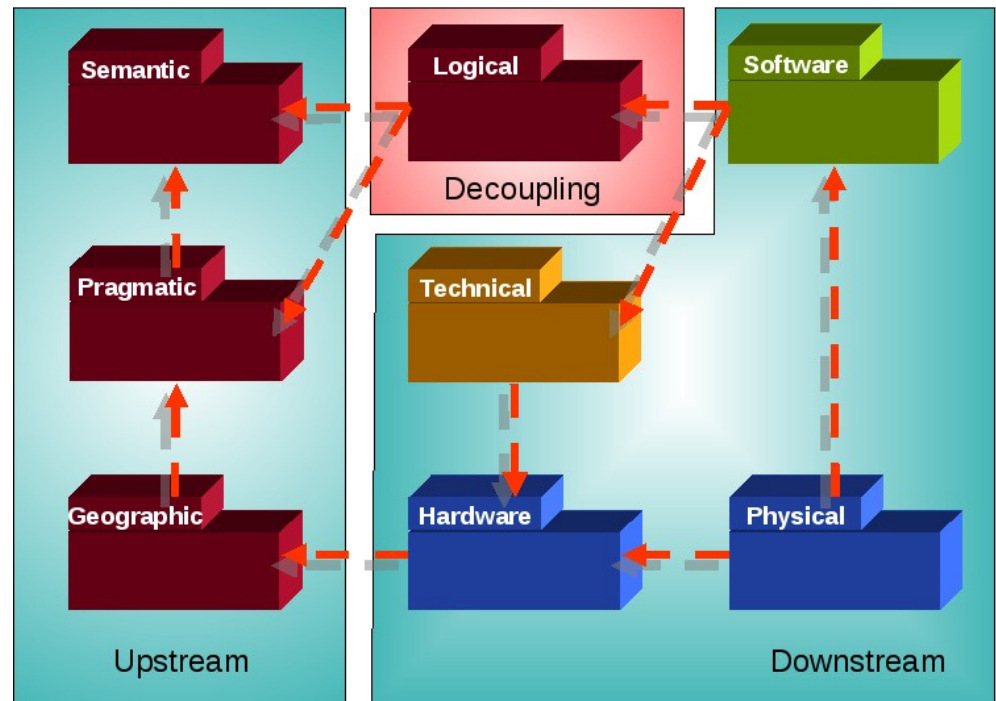 Semantic
Logical
Software
Decoupling
Pragmatic
Technical
Geographic
Hardware
Physical
Upstream
Downstream